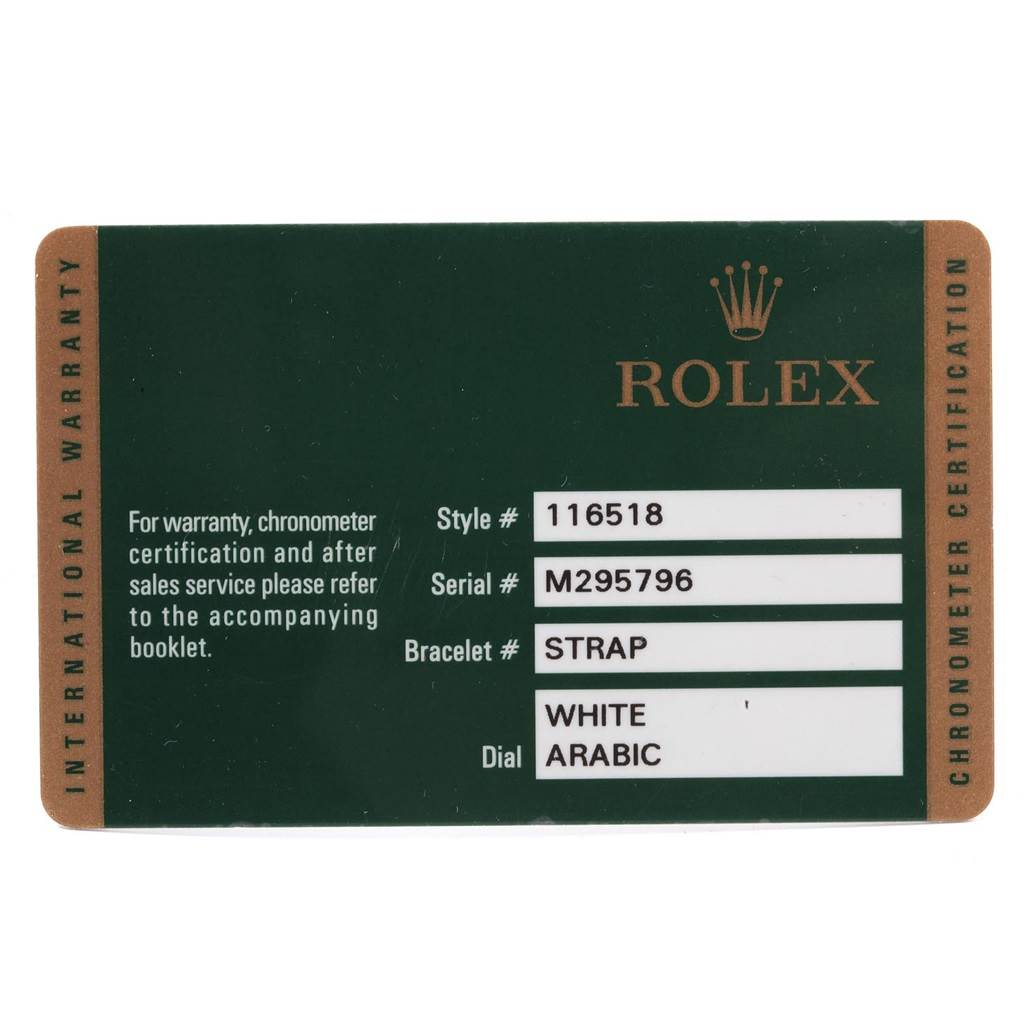 INTERNATIONAL WARRANTY
ROLEX
For warranty, chronometer
certification and after
sales service please refer
to the accompanying
booklet.
Style # 116518
Serial # M295796
Bracelet # STRAP
Dial WHITE
ARABIC
CHRONOMETER CERTIFICATION